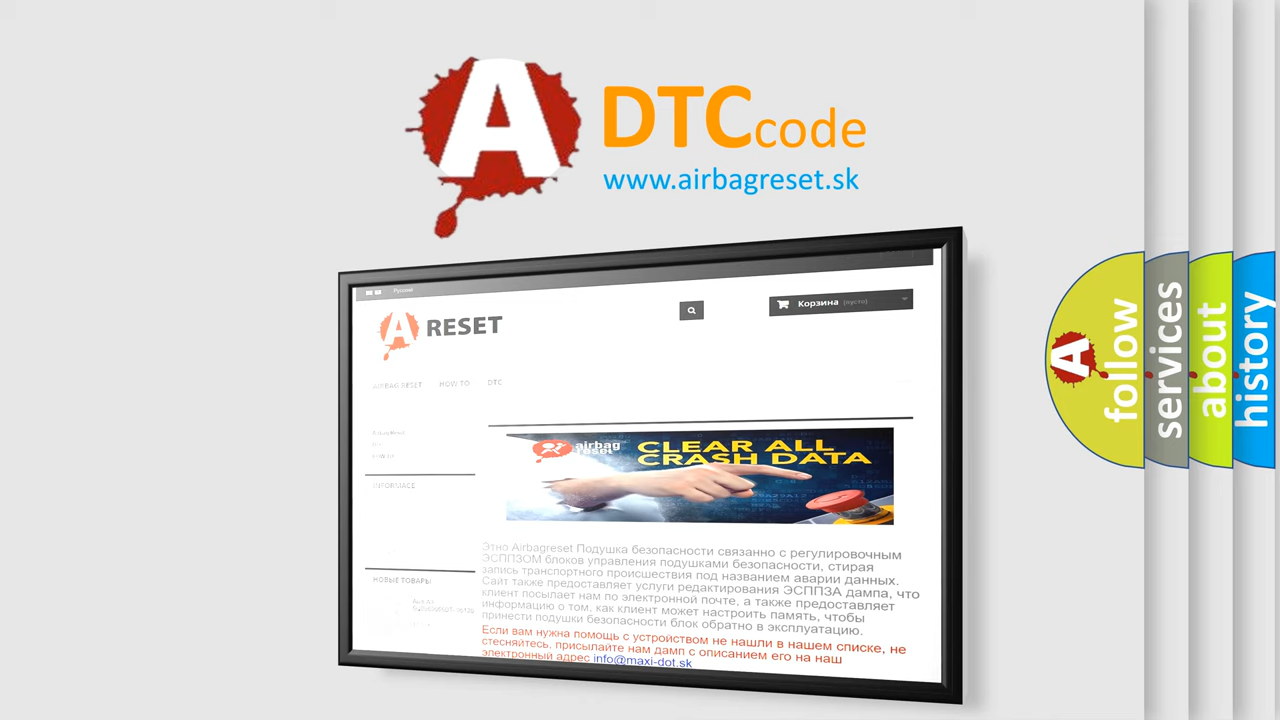 A DTCcode
www.airbagreset.sk
Русский
A RESET
Корзина (пусто)
AIRBAG RESET HOW TO DTC
INFORMACE
airbag
reset
CLEAR ALL
CRASH DATA
Этно Airbagreset Подушка безопасности связанно с регулировочным
ЭСППЗОМ блоков управления подушками безопасности, стирая
запись транспортного происшествия под названием аварии данных.
Сайт также предоставляет услуги редактирования ЭСППЗА дампа, что
клиент посылает нам по электронной почте, а также предоставляет
информацию о том, как клиент может настроить память, чтобы
принести подушки безопасности блок обратно в эксплуатацию.
Если вам нужна помощь с устройством не нашли в нашем списке, не
стесняйтесь, присылайте нам дамп с описанием его на наш
электронный адрес info@maxi-dot.sk
НОВЫЕ ТОВАРЫ
A follow
services
about
history